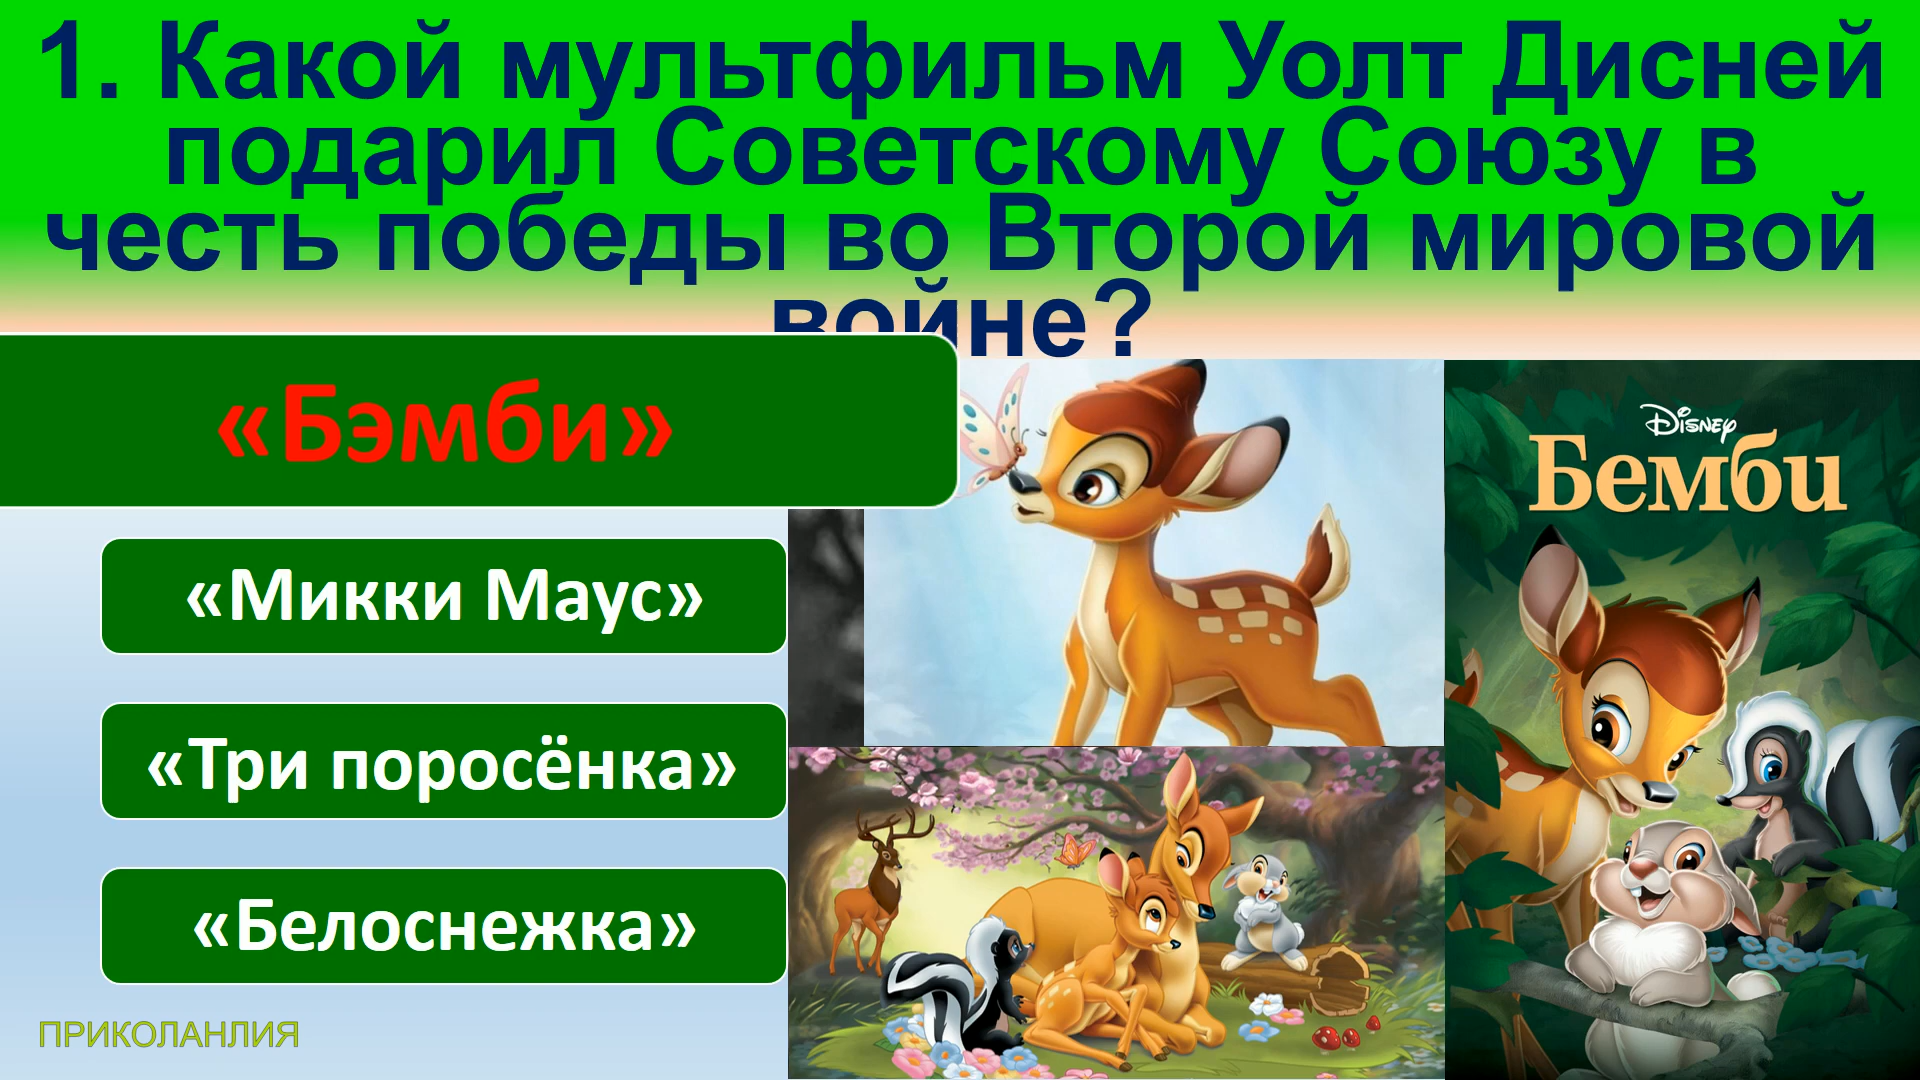 1. Какой мультфильм Уолт Дисней
подарил Советскому Союзу в
честь победы во Второй мировой
войне?
«Бэмби»
«Микки Маус»
«Три поросёнка»
«Белоснежка»
ПРИКОЛАНЛИЯ
Disney
Бемби